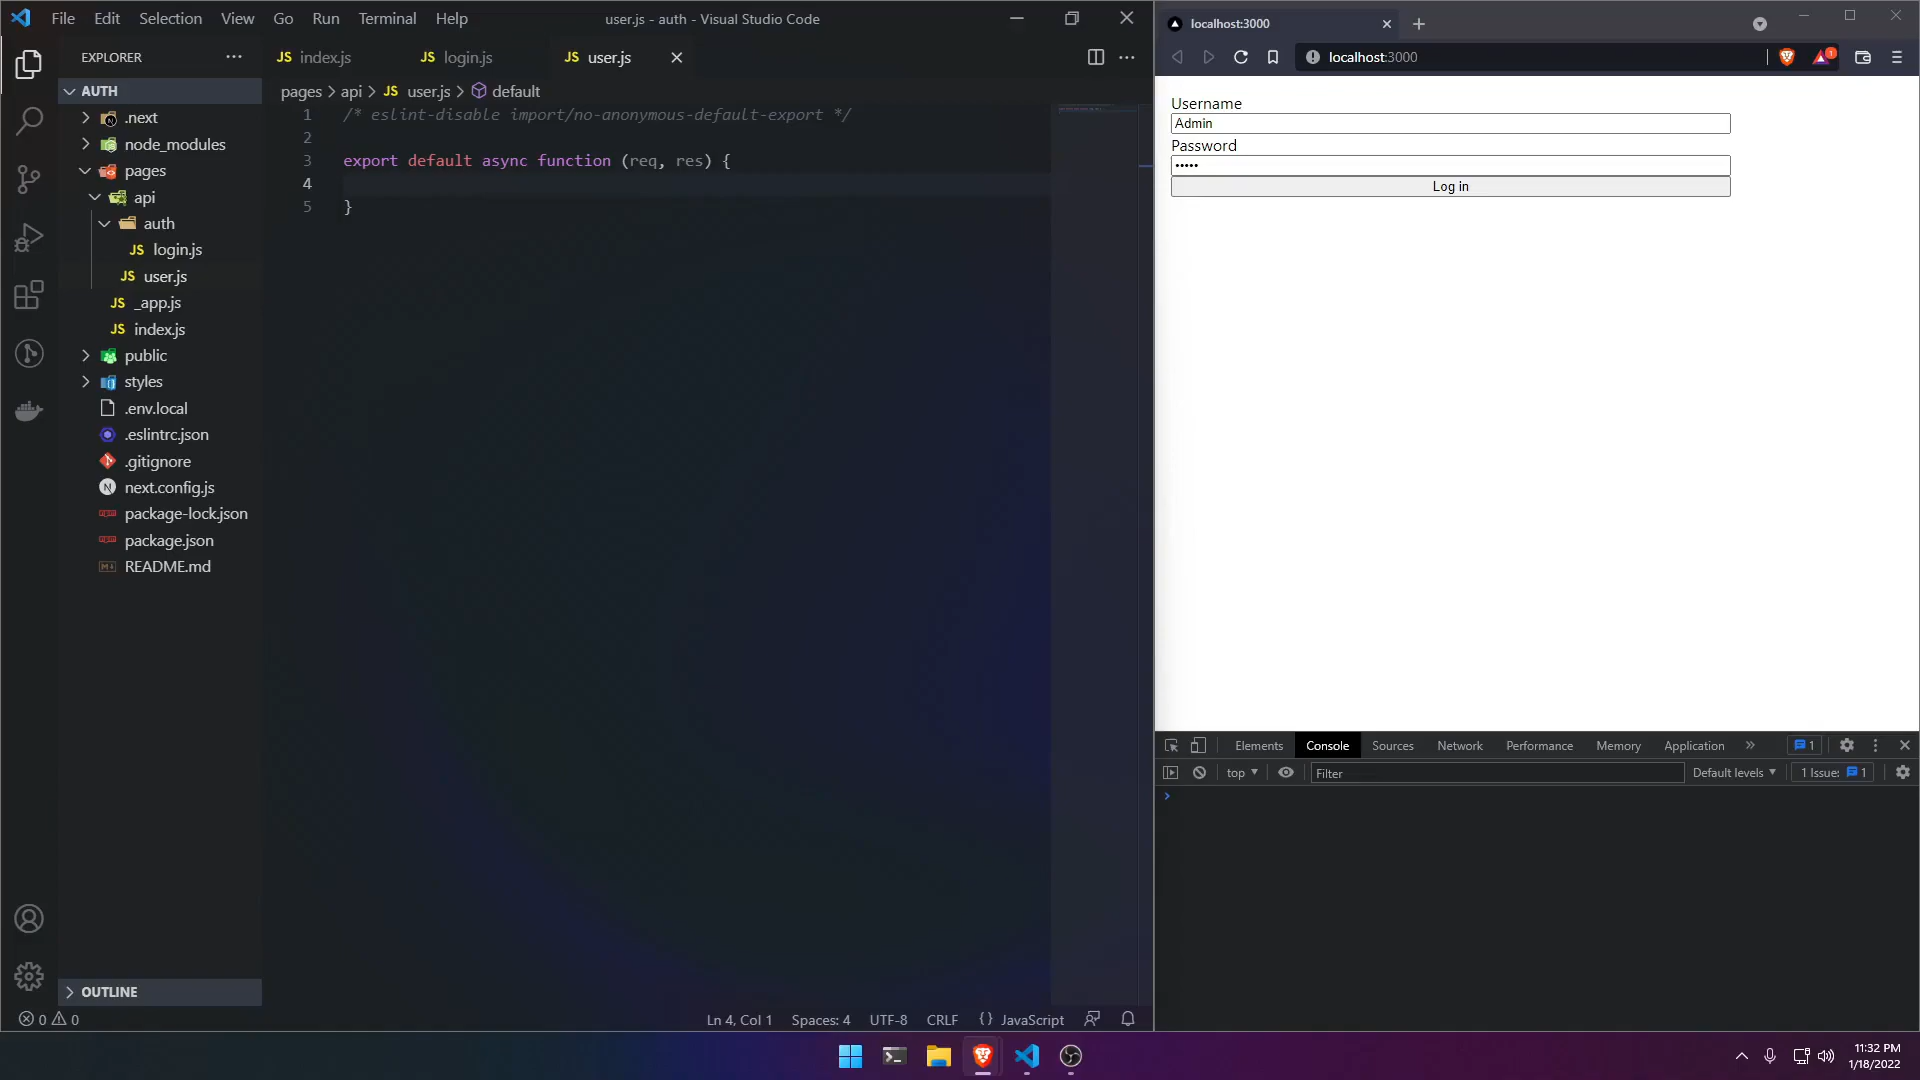 File Edit Selection View Go Run Terminal Help
user.js - auth - Visual Studio Code
EXPLORER
AUTH
.next
node_modules
pages
api
auth
JS login.js
JS user.js
JS _app.js
JS index.js
public
styles
.env.local
.eslintrc.json
.gitignore
next.config.js
package-lock.json
package.json
README.md
OUTLINE
JS index.js JS login.js JS user.js
pages > api > JS user.js > default
1 /* eslint-disable import/no-anonymous-default-export */
2
3 export default async function (req, res) {
4
5 }
0 0
Ln 4, Col 1 Spaces: 4 UTF-8 CRLF {} JavaScript
localhost:3000
localhost:3000
1
Username
Admin
Password
•••••
Log in
Elements Console Sources Network Performance Memory Application » 1
top Filter Default levels 1 Issue: 1
>
11:32 PM
1/18/2022